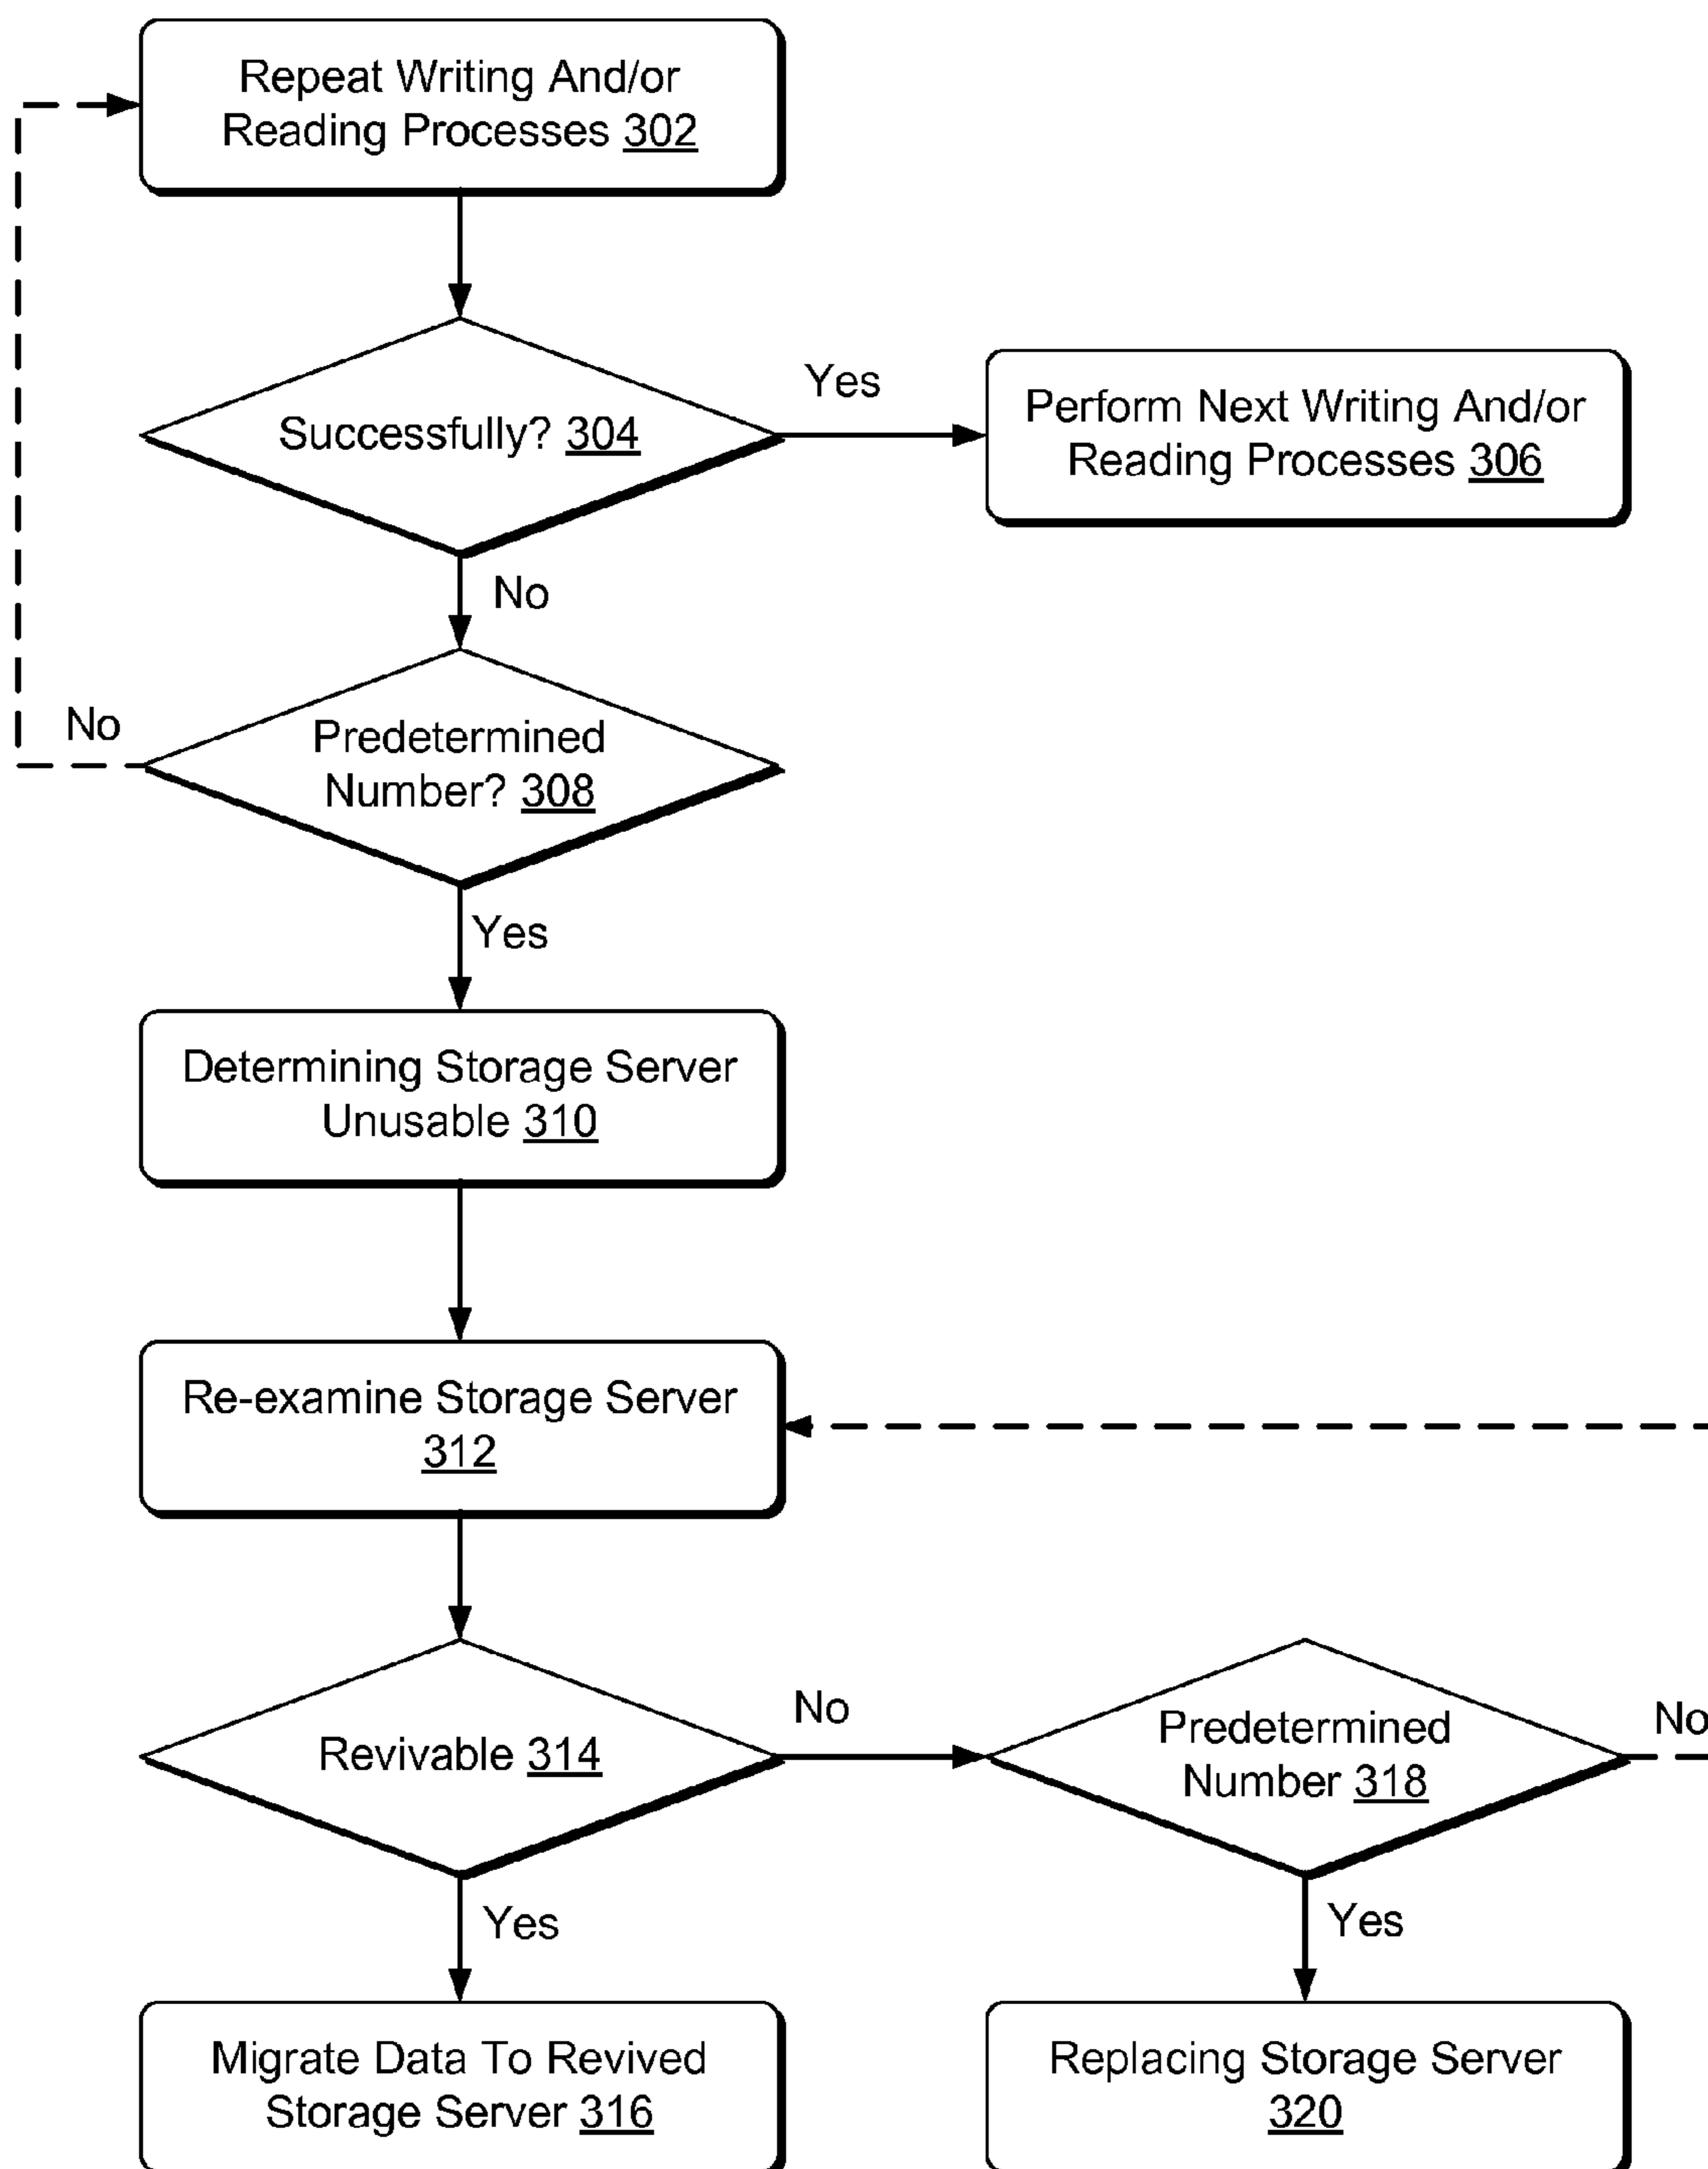 Repeat Writing And/or
Reading Processes 302
Successfully? 304
Yes
Perform Next Writing And/or
Reading Processes 306
No
No
Predetermined
Number? 308
Yes
Determining Storage Server
Unusable 310
Re-examine Storage Server
312
Revivable 314
No
Predetermined
Number 318
No
Yes
Yes
Migrate Data To Revived
Storage Server 316
Replacing Storage Server
320